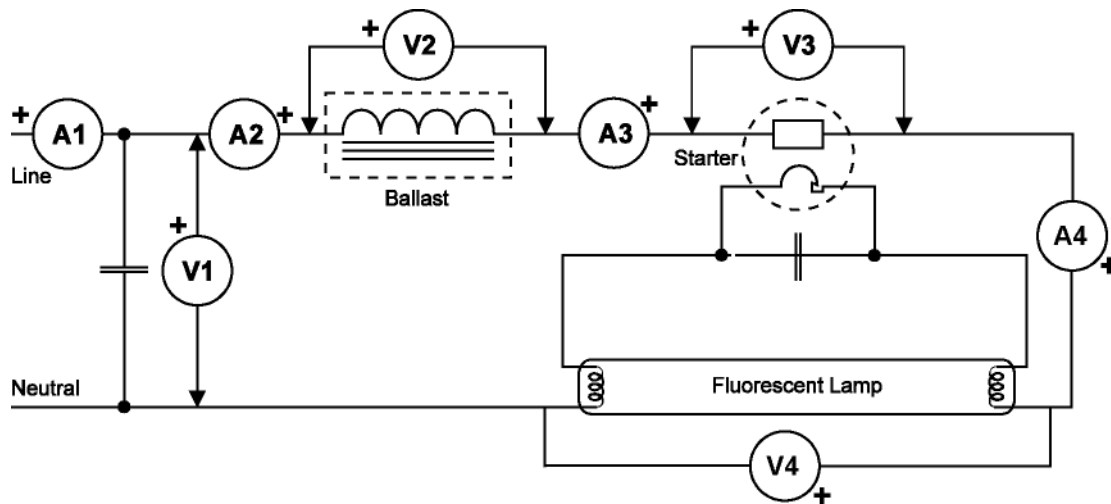 + V2
+ V3
+ A1
A2 +
A3 +
Starter
Line
Ballast
+ V1
A4 +
Neutral
Fluorescent Lamp
V4 +